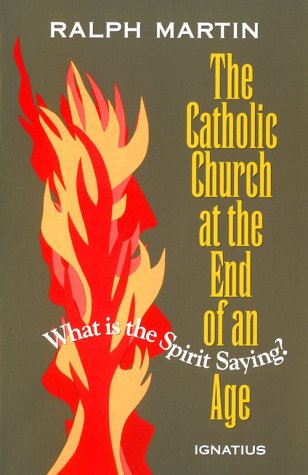 RALPH MARTIN
The
Catholic
Church
at the
End
of an
Age
What is the Spirit Saying?
IGNATIUS